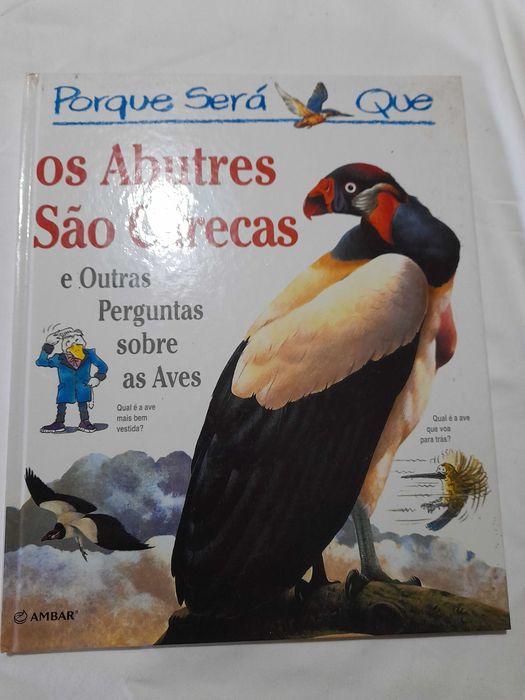 Porque Será Que
os Abutres
São Carecas
e Outras
Perguntas
sobre
as Aves
Qual é a ave
mais bem
vestida?
Qual é a ave
que voa
para trás?
AMBAR®